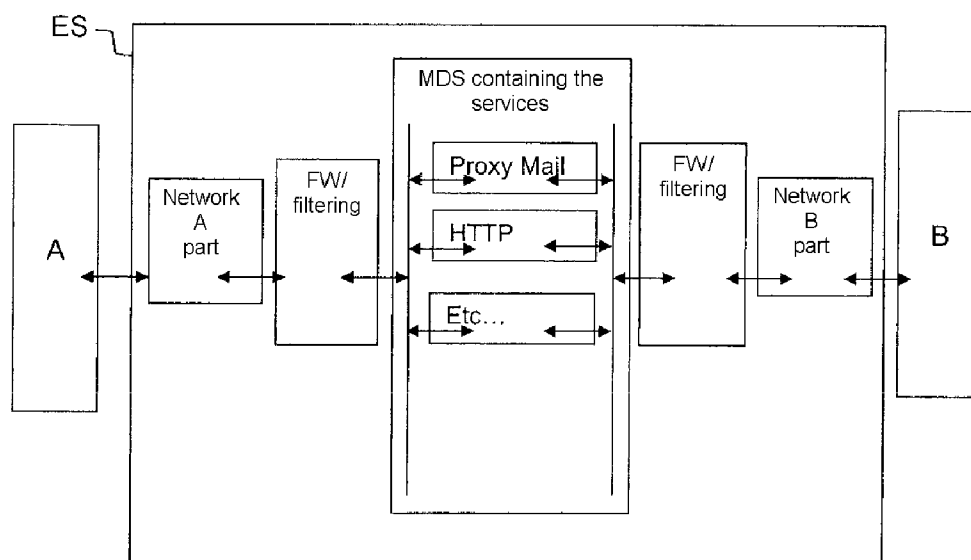 ES
MDS containing the
services
Proxy Mail
HTTP
Etc...
A
Network
A
part
FW/
filtering
FW/
filtering
Network
B
part
B